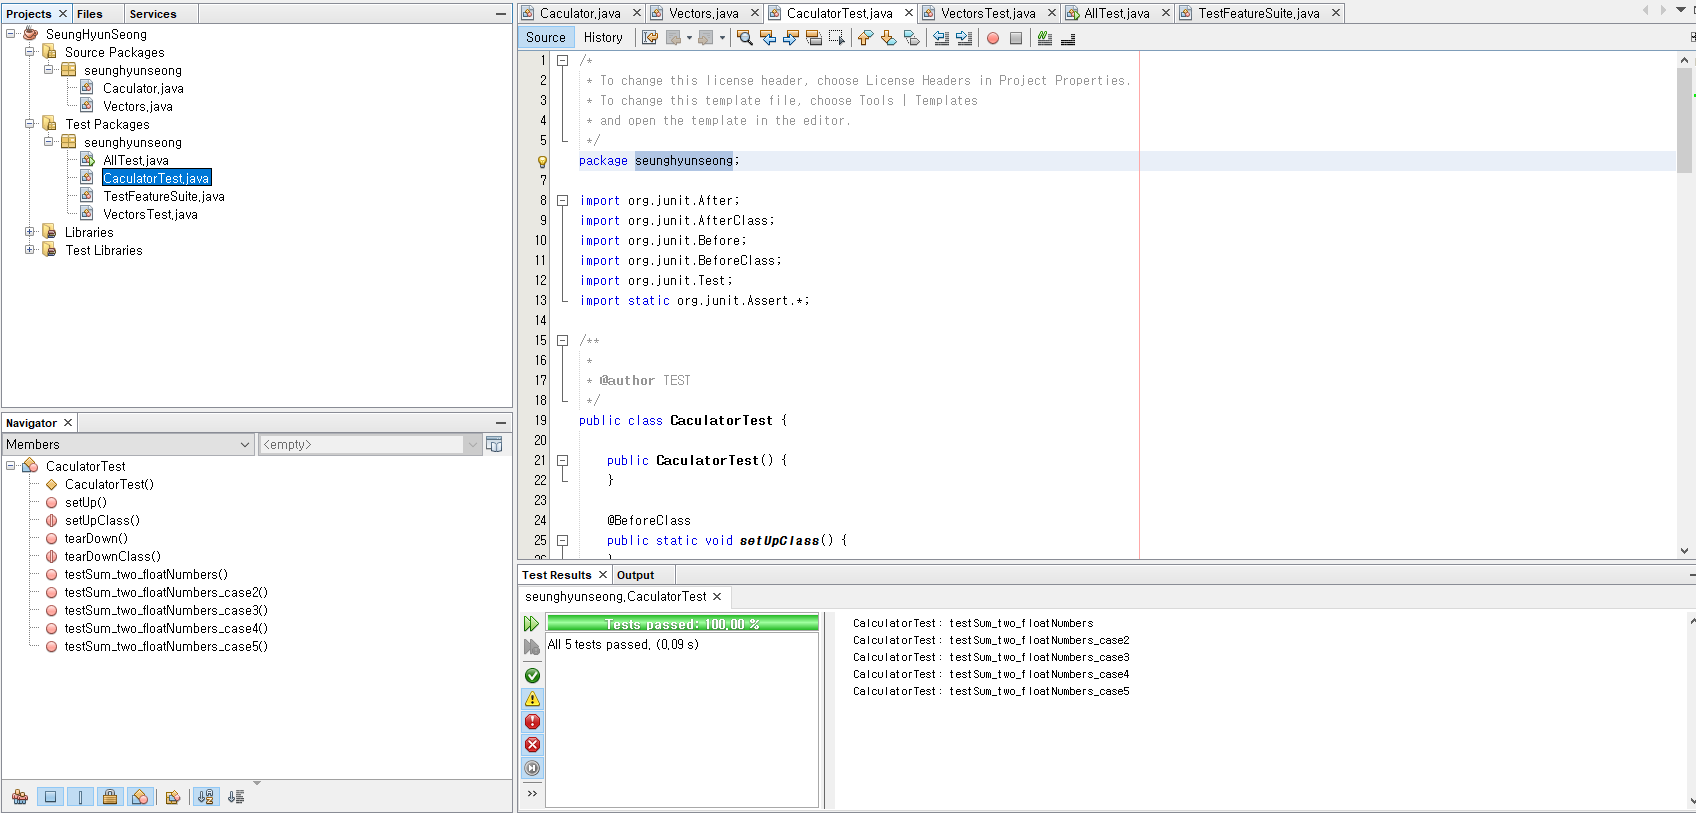 Projects Files Services
SeungHyunSeong
Source Packages
seunghyunseong
Caculator.java
Vectors.java
Test Packages
seunghyunseong
AllTest.java
CaculatorTest.java
TestFeatureSuite.java
VectorsTest.java
Libraries
Test Libraries
Navigator
Members <empty>
CaculatorTest
CaculatorTest()
setUp()
setUpClass()
tearDown()
tearDownClass()
testSum_two_floatNumbers()
testSum_two_floatNumbers_case2()
testSum_two_floatNumbers_case3()
testSum_two_floatNumbers_case4()
testSum_two_floatNumbers_case5()
Caculator.java Vectors.java CaculatorTest.java VectorsTest.java AllTest.java TestFeatureSuite.java
Source History
1 /*
2 * To change this license header, choose License Headers in Project Properties.
3 * To change this template file, choose Tools | Templates
4 * and open the template in the editor.
5 */
package seunghyunseong;
7
8 import org.junit.After;
9 import org.junit.AfterClass;
10 import org.junit.Before;
11 import org.junit.BeforeClass;
12 import org.junit.Test;
13 import static org.junit.Assert.*;
14
15 /**
16 *
17 * @author TEST
18 */
19 public class CaculatorTest {
20
21 public CaculatorTest() {
22 }
23
24 @BeforeClass
25 public static void setUpClass() {
26 }
Test Results Output
seunghyunseong.CaculatorTest
Tests passed: 100.00 %
All 5 tests passed. (0.09 s)
CalculatorTest: testSum_two_floatNumbers
CalculatorTest: testSum_two_floatNumbers_case2
CalculatorTest: testSum_two_floatNumbers_case3
CalculatorTest: testSum_two_floatNumbers_case4
CalculatorTest: testSum_two_floatNumbers_case5